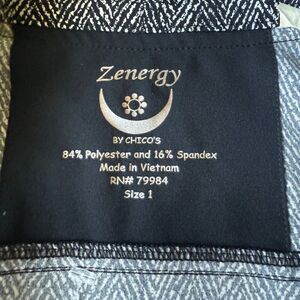 Zenergy
BY CHICO'S
84% Polyester and 16% Spandex
Made in Vietnam
RN# 79984
Size 1